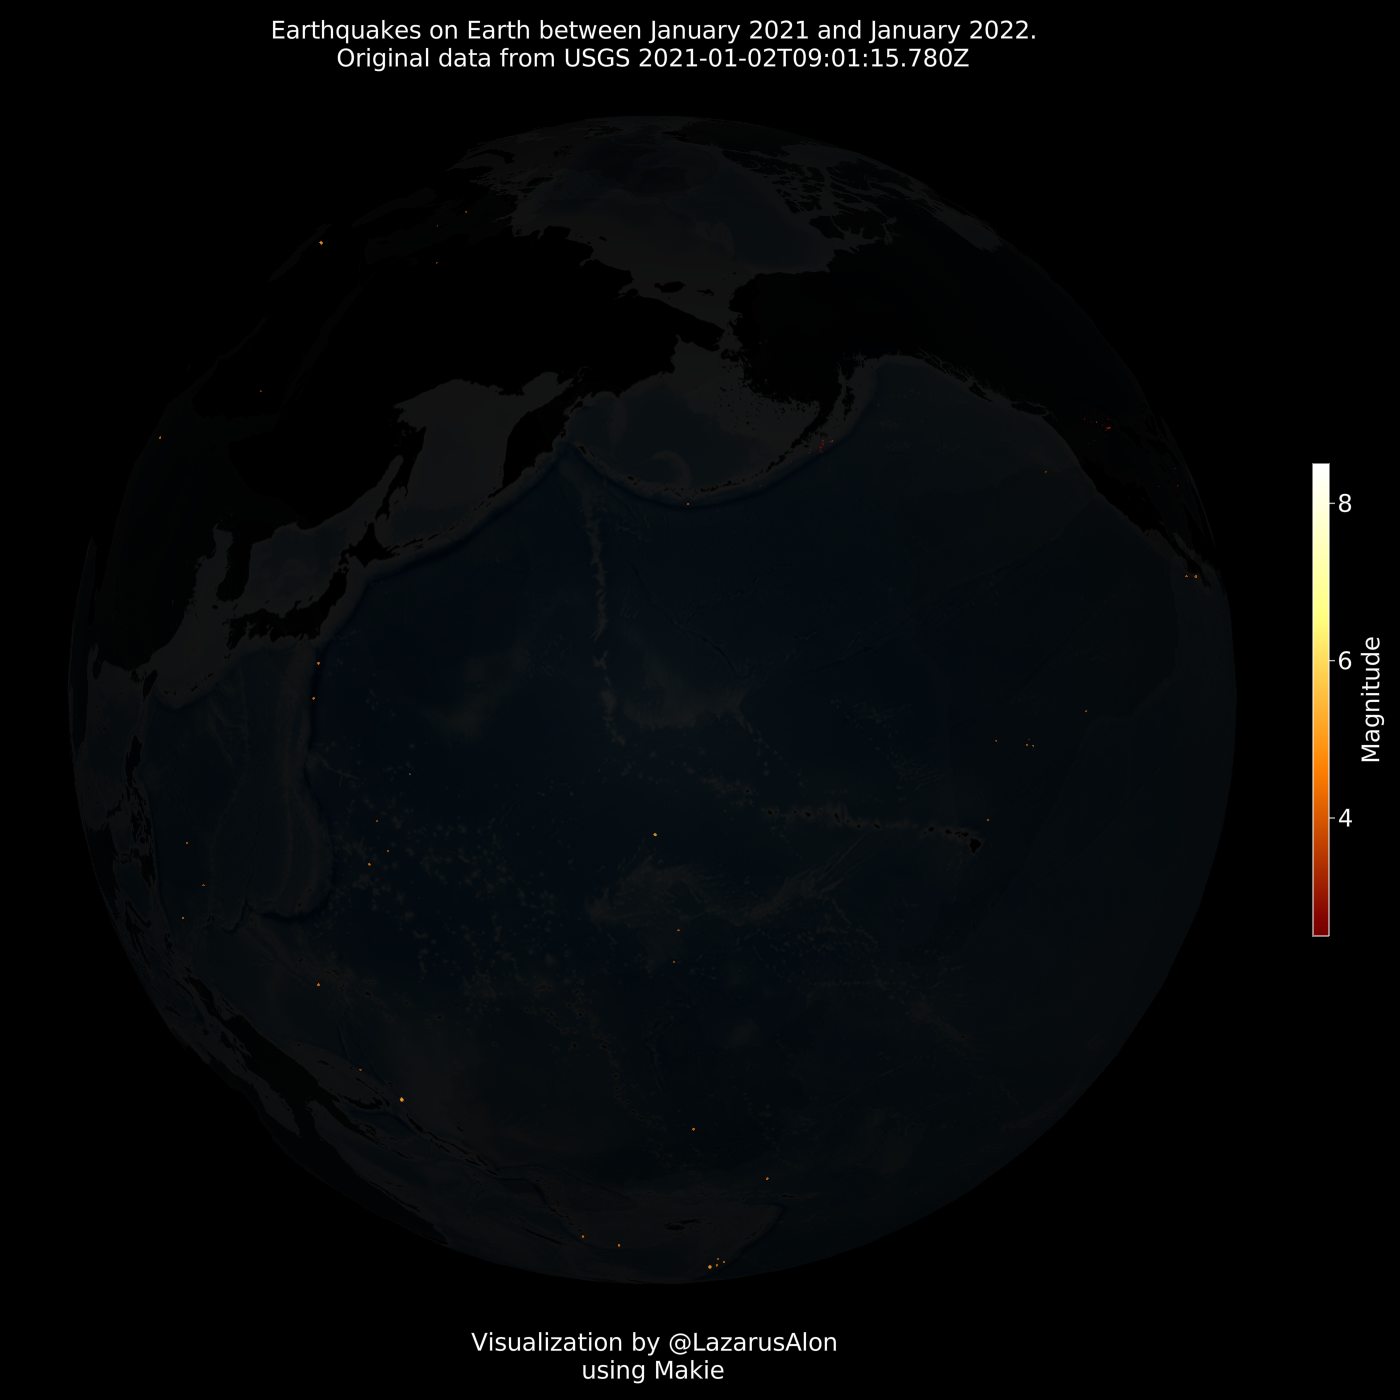 Earthquakes on Earth between January 2021 and January 2022.
Original data from USGS 2021-01-02T09:01:15.780Z
8
6
4
Magnitude
Visualization by @LazarusAlon
using Makie